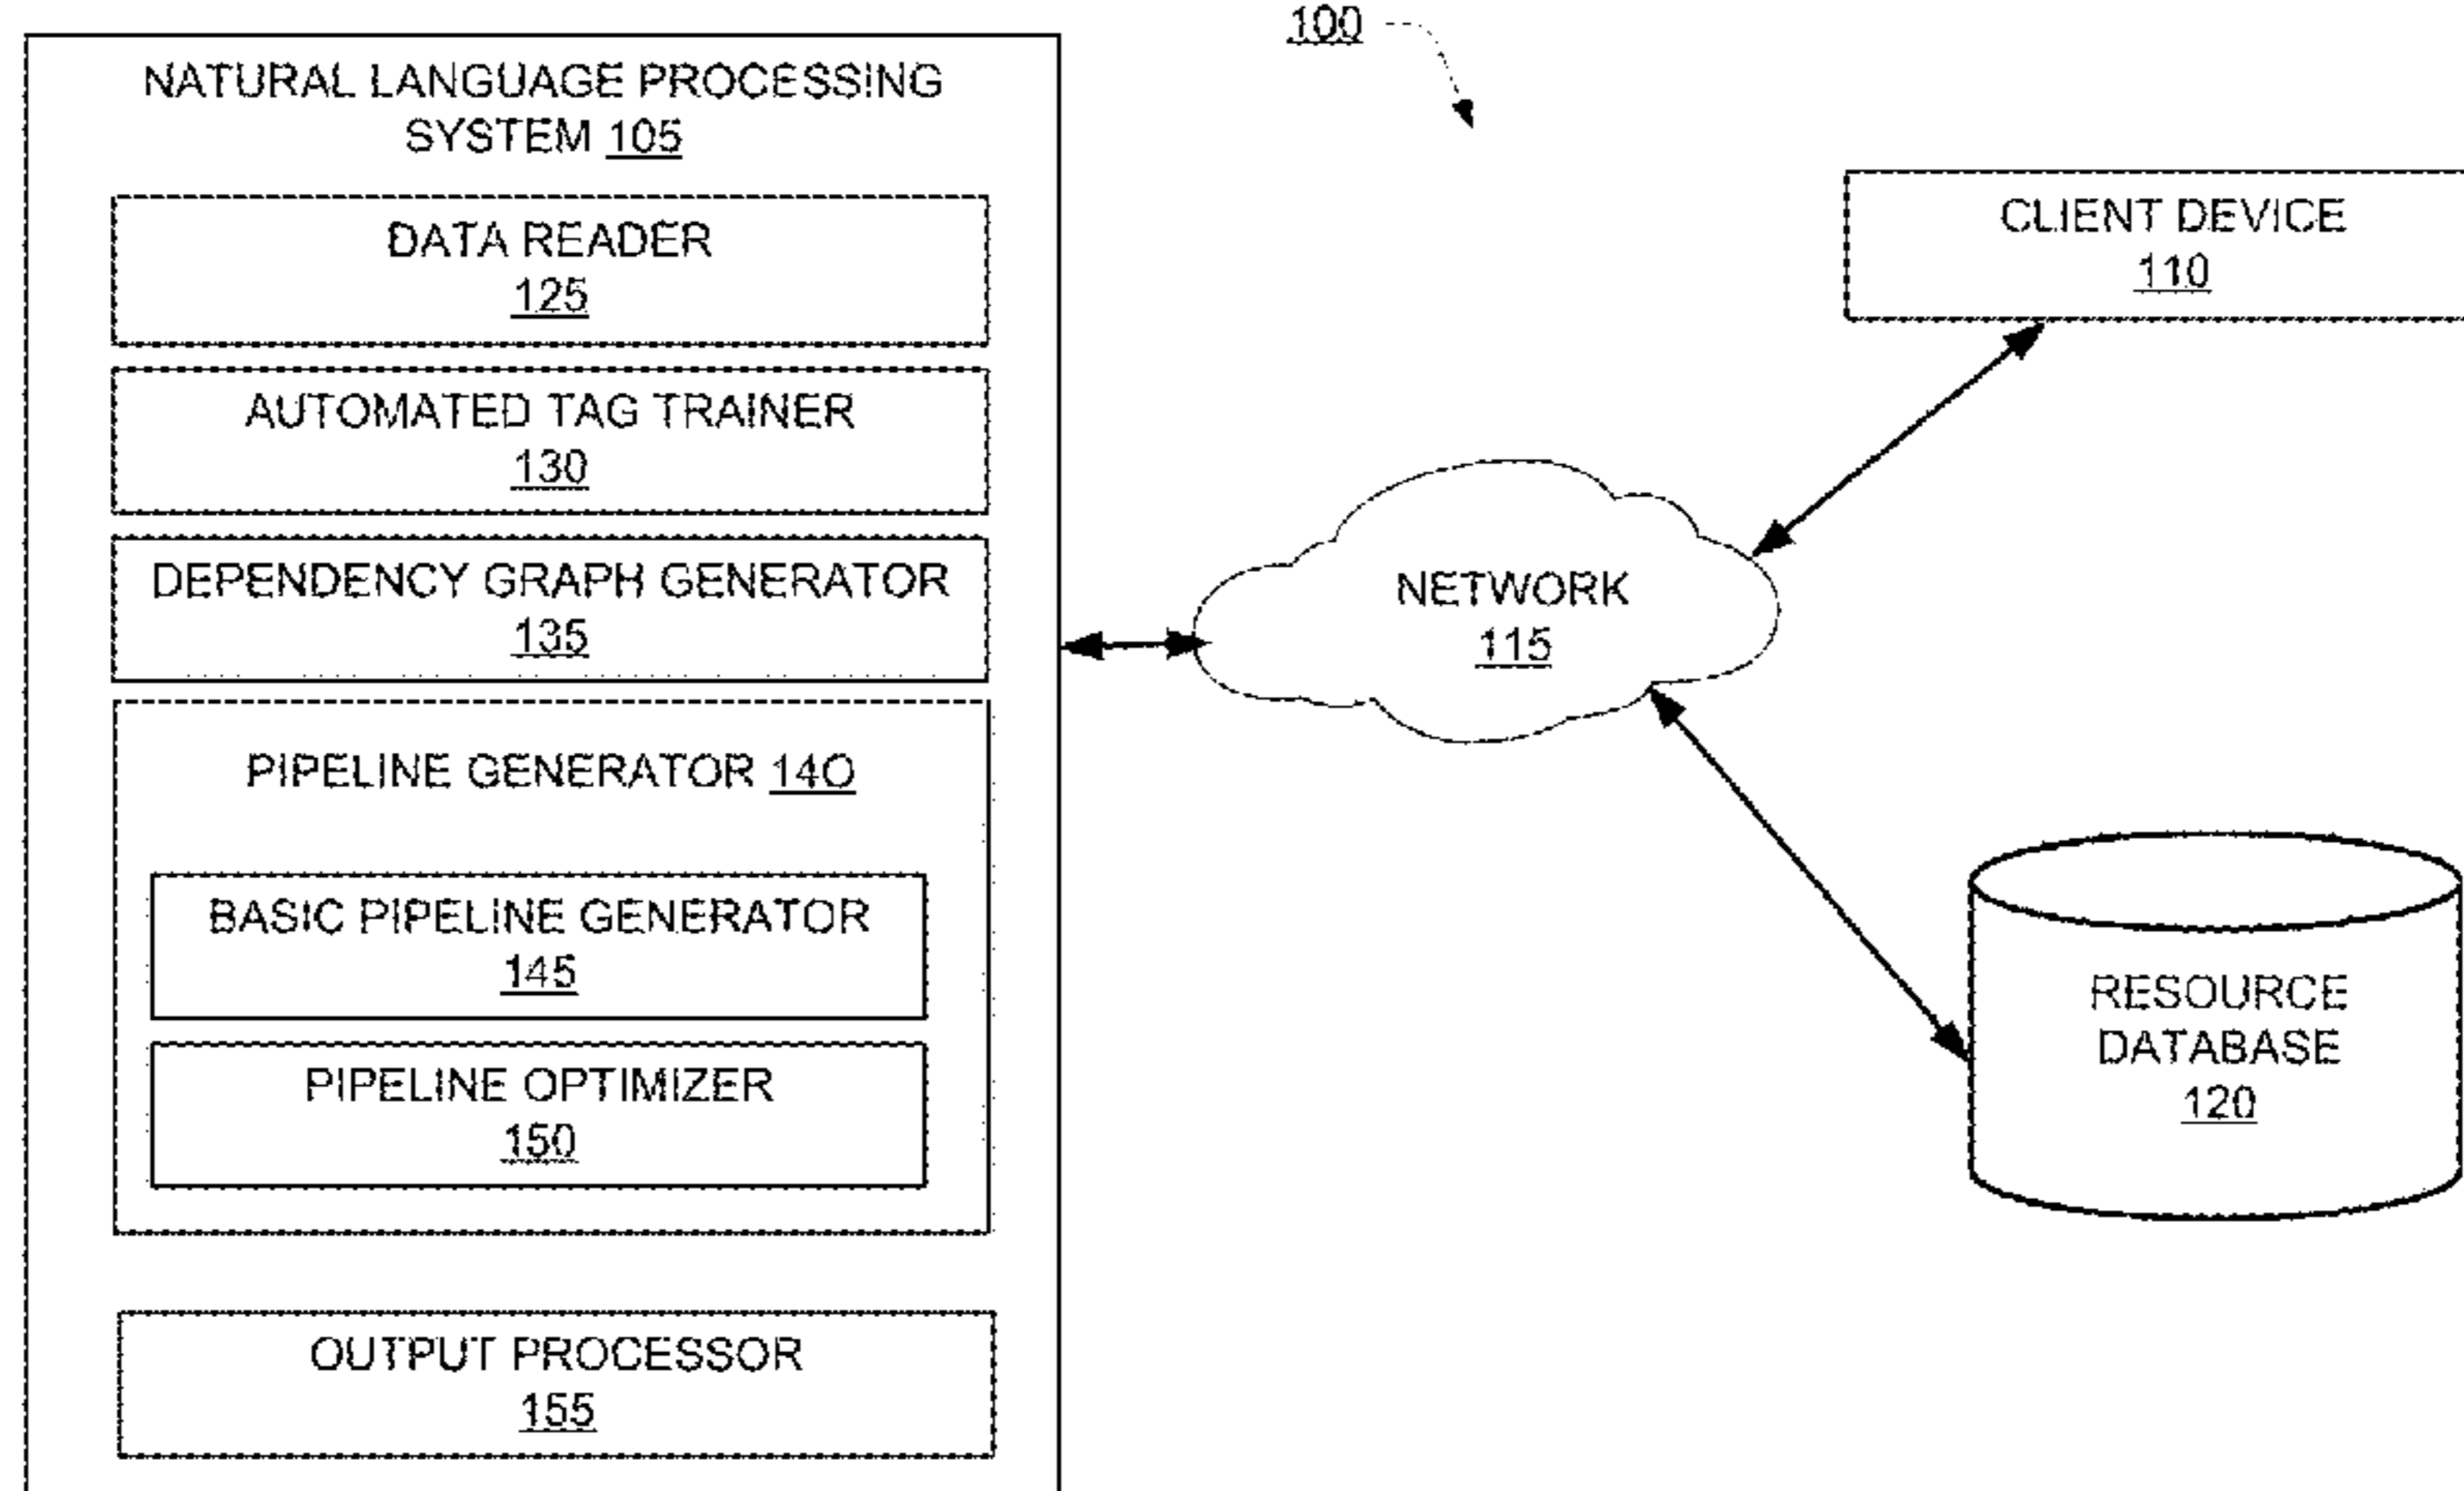 100
NATURAL LANGUAGE PROCESSING
SYSTEM 105
DATA READER
125
AUTOMATED TAG TRAINER
130
DEPENDENCY GRAPH GENERATOR
135
PIPELINE GENERATOR 140
BASIC PIPELINE GENERATOR
145
PIPELINE OPTIMIZER
150
OUTPUT PROCESSOR
155
NETWORK
115
CLIENT DEVICE
110
RESOURCE
DATABASE
120